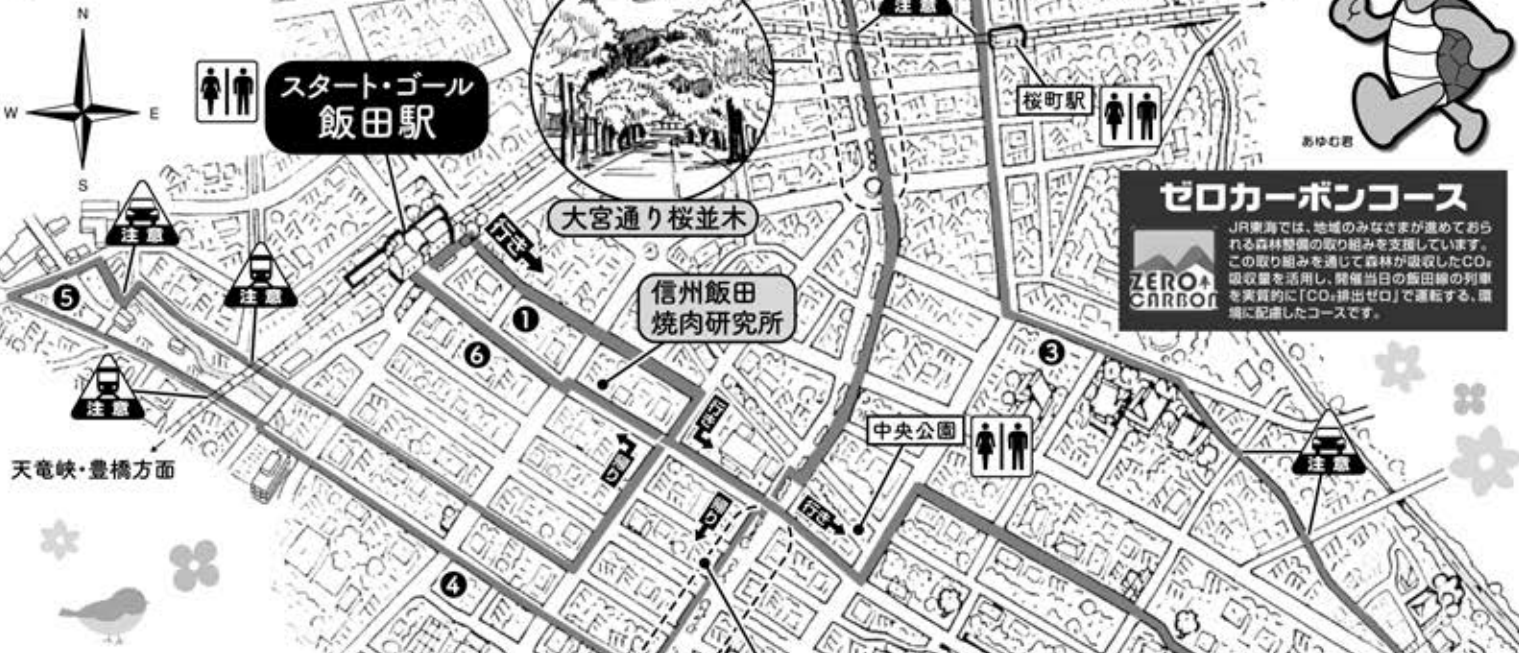 N
W
E
S
スタート・ゴール
飯田駅
大宮通り桜並木
注意
桜町駅
あゆむ君
ゼロカーボンコース
JR東海では、地域のみなさまが進めておら
れる森林整備の取り組みを支援しています。
この取り組みを通じて森林が吸収したCO₂
吸収量を活用し、開催当日の飯田線の列車
を実質的に「CO₂排出ゼロ」で運転する、環
境に配慮したコースです。
ZERO
CARBON
注意
注意
行き
信州飯田
焼肉研究所
❺
❶
❻
❸
注意
行き
中央公園
注意
天竜峡・豊橋方面
帰り
帰り
行き
❹